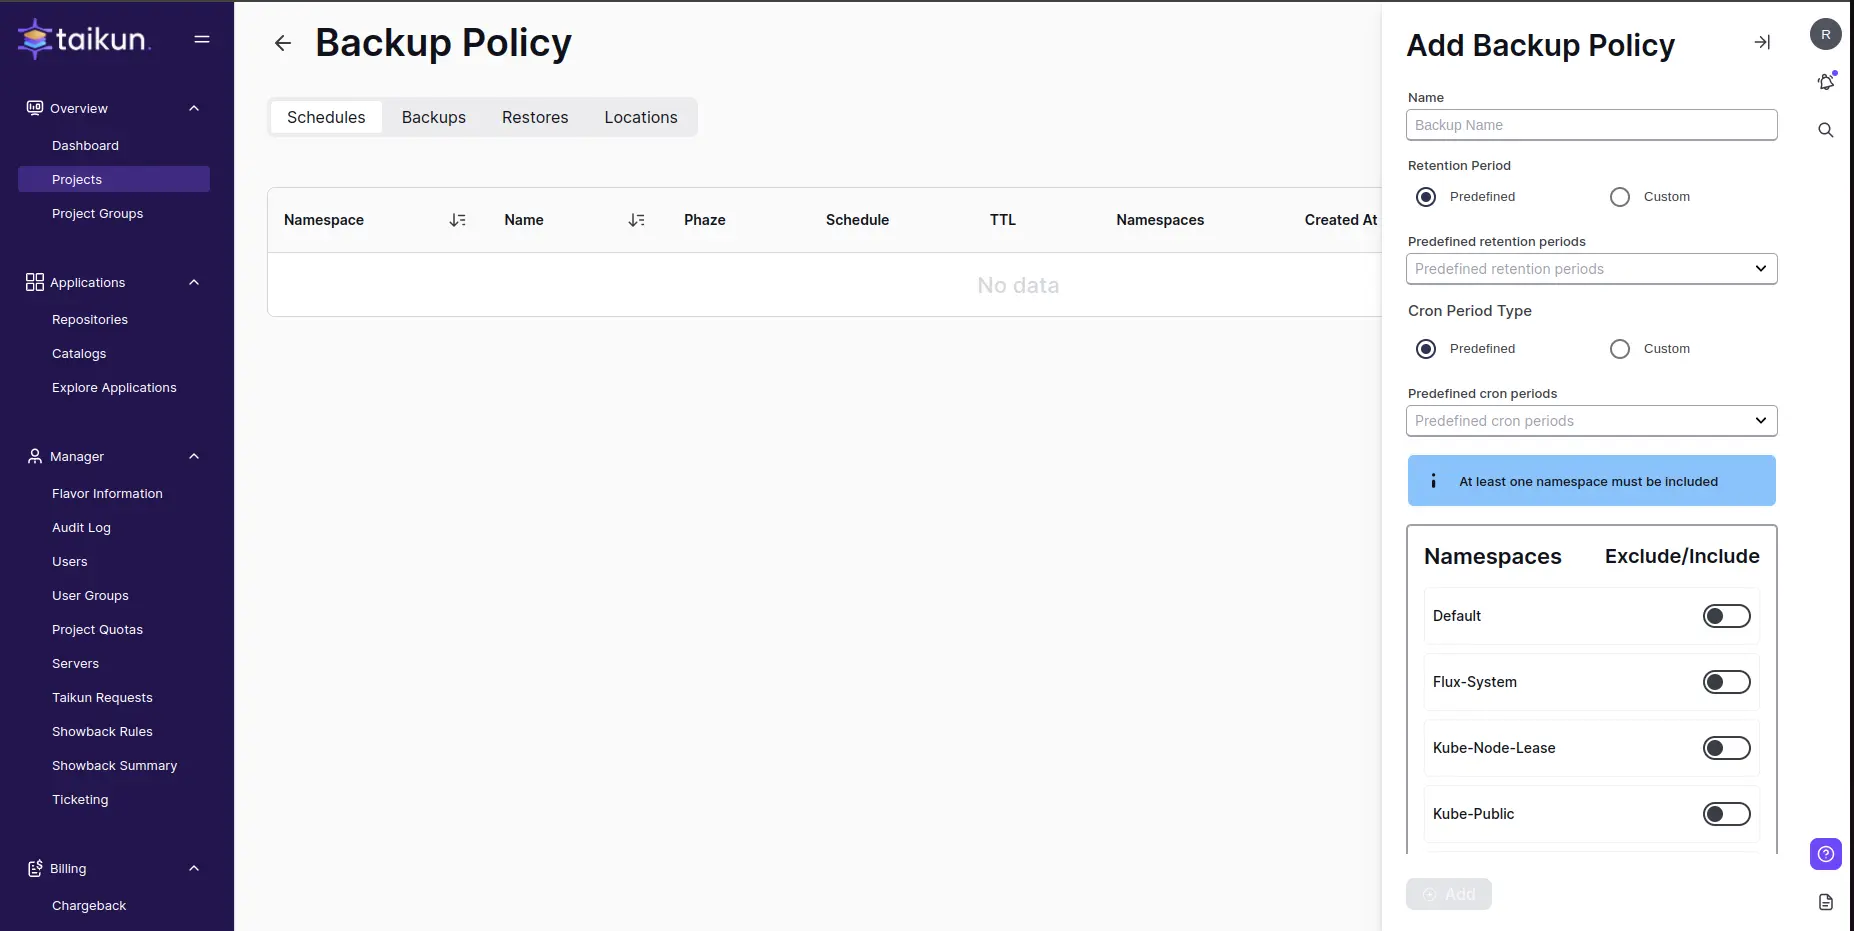 taikun.
Overview
Dashboard
Projects
Project Groups
Applications
Repositories
Catalogs
Explore Applications
Manager
Flavor Information
Audit Log
Users
User Groups
Project Quotas
Servers
Taikun Requests
Showback Rules
Showback Summary
Ticketing
Billing
Chargeback
Backup Policy
Schedules Backups Restores Locations
Namespace Name Phaze Schedule TTL Namespaces Created At
No data
Add Backup Policy
Name
Backup Name
Retention Period
Predefined Custom
Predefined retention periods
Predefined retention periods
Cron Period Type
Predefined Custom
Predefined cron periods
Predefined cron periods
At least one namespace must be included
Namespaces Exclude/Include
Default
Flux-System
Kube-Node-Lease
Kube-Public
Add
R